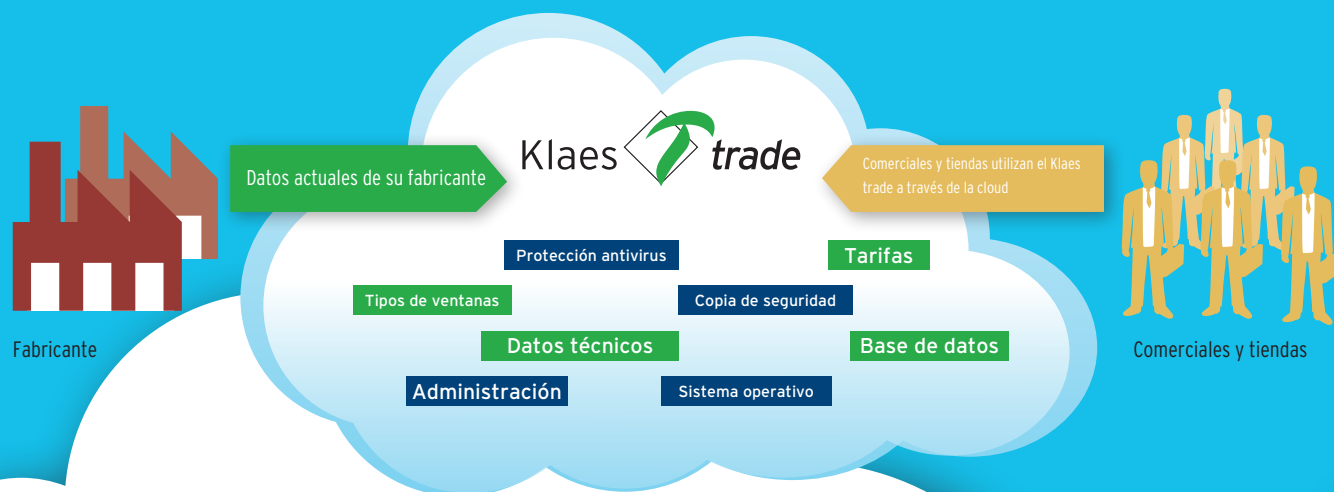 Klaes trade
Datos actuales de su fabricante
Comerciales y tiendas utilizan el Klaes
trade a través de la cloud
Protección antivirus
Tarifas
Tipos de ventanas
Copia de seguridad
Datos técnicos
Base de datos
Fabricante
Comerciales y tiendas
Administración
Sistema operativo